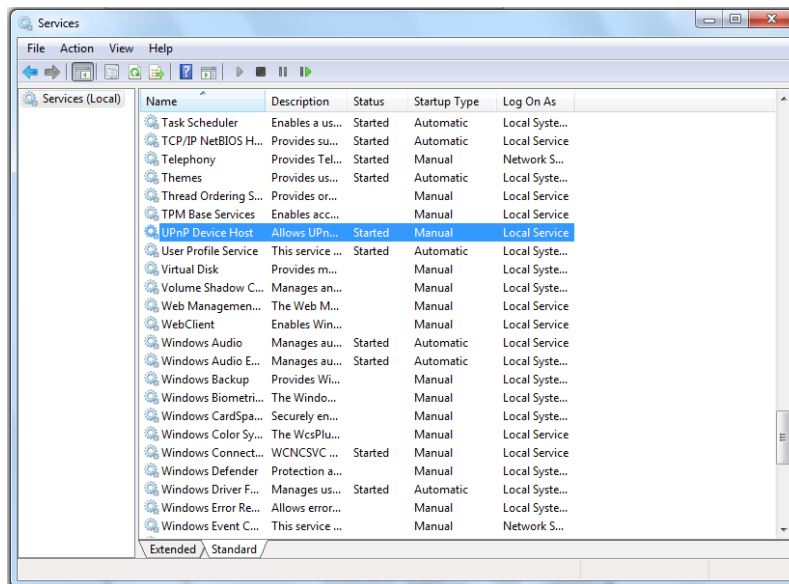 Services
File Action View Help
Services (Local)
Name Description Status Startup Type Log On As
Task Scheduler Enables a us... Started Automatic Local Syste...
TCP/IP NetBIOS H... Provides su... Started Automatic Local Service
Telephony Provides Tel... Started Manual Network S...
Themes Provides us... Started Automatic Local Syste...
Thread Ordering S... Provides or... Manual Local Service
TPM Base Services Enables acc... Manual Local Service
UPnP Device Host Allows UPn... Started Manual Local Service
User Profile Service This service ... Started Automatic Local Syste...
Virtual Disk Provides m... Manual Local Syste...
Volume Shadow C... Manages an... Manual Local Syste...
Web Managemen... The Web M... Manual Local Service
WebClient Enables Win... Manual Local Service
Windows Audio Manages au... Started Automatic Local Service
Windows Audio E... Manages au... Started Automatic Local Syste...
Windows Backup Provides Wi... Manual Local Syste...
Windows Biometri... The Windo... Manual Local Syste...
Windows CardSpa... Securely en... Manual Local Syste...
Windows Color Sy... The WcsPlu... Manual Local Service
Windows Connect... WCNCSVC ... Started Manual Local Service
Windows Defender Protection a... Manual Local Syste...
Windows Driver F... Manages us... Started Automatic Local Syste...
Windows Error Re... Allows error... Manual Local Syste...
Windows Event C... This service ... Manual Network S...
Extended Standard